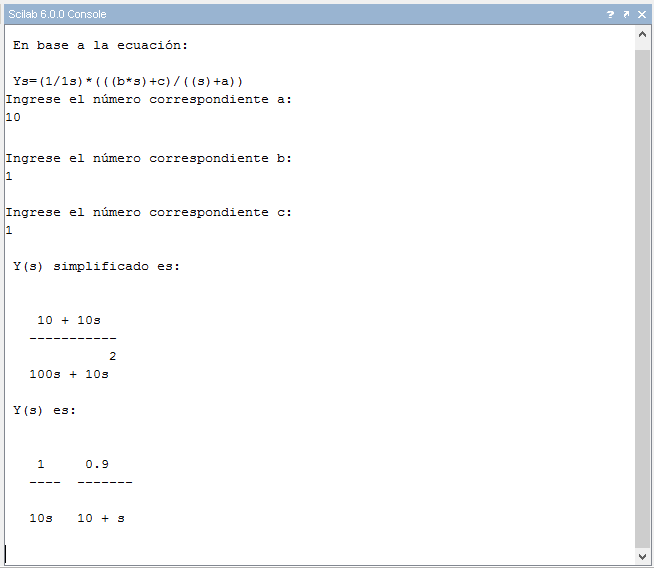 Scilab 6.0.0 Console
En base a la ecuación:
Ys=(1/1s)*(((b*s)+c)/((s)+a))
Ingrese el número correspondiente a:
10
Ingrese el número correspondiente b:
1
Ingrese el número correspondiente c:
1
Y(s) simplificado es:
10 + 10s
-----------
2
100s + 10s
Y(s) es:
1     0.9
----  -------
10s   10 + s